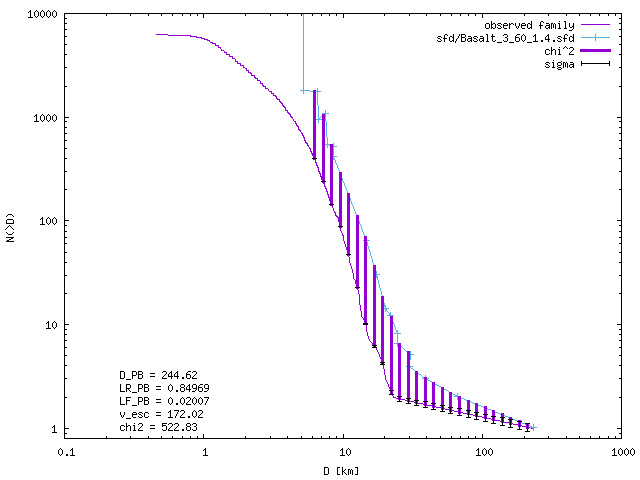 10000
1000
100
10
1
N(>D)
observed family
sfd/Basalt_3_60_1.4.sfd
chi^2
sigma
D_PB = 244.62
LR_PB = 0.84969
LF_PB = 0.02007
v_esc = 172.02
chi2 = 522.83
0.1 1 10 100 1000
D [km]